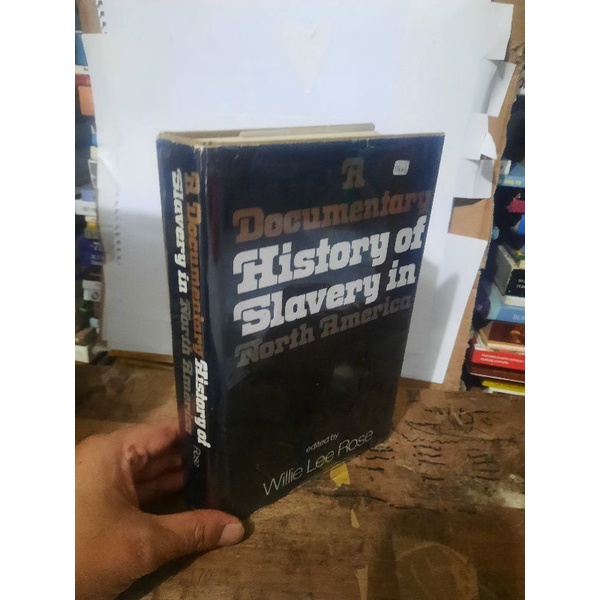 A
Documentary
History of
Slavery in
North America
edited by
Willie Lee Rose
A Documentary History of
Slavery in North America
Rose